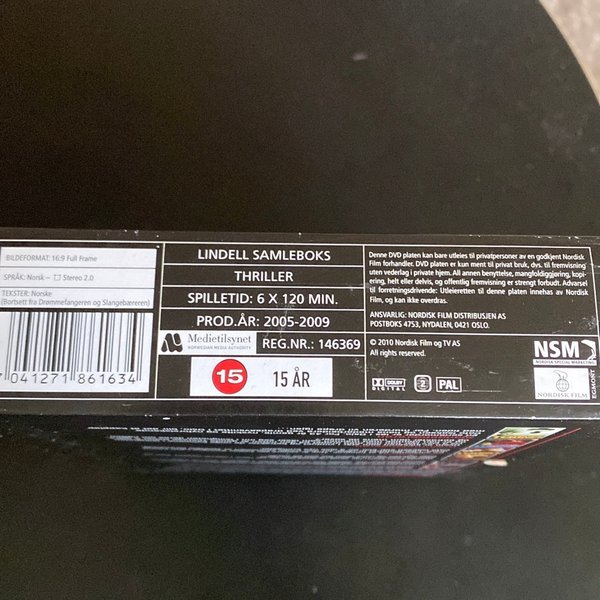 BILDEFORMAT: 16:9 Full Frame
SPRÅK: Norsk – Stereo 2.0
TEKSTER: Norske
(Bortsett fra Drømmefangeren og Slangebæreren)
7 041271 861634
LINDELL SAMLEBOKS
THRILLER
SPILLETID: 6 X 120 MIN.
PROD.ÅR: 2005-2009
Medietilsynet
NORWEGIAN MEDIA AUTHORITY
REG.NR.: 146369
15
15 ÅR
Denne DVD platen kan bare utleies til privatpersoner av en godkjent Nordisk
Film forhandler. DVD platen er kun ment til privat bruk, dvs. til fremvisning
uten vederlag i private hjem. All annen benyttelse, mangfoldiggjøring, kopi-
ering, helt eller delvis, og offentlig fremvisning er strengt forbudt. Advarsel
til forretningsdrivende: Utleieretten til denne platen innehas av Nordisk
Film, og kan ikke overdras.
ANSVARLIG: NORDISK FILM DISTRIBUSJEN AS
POSTBOKS 4753, NYDALEN, 0421 OSLO.
© 2010 Nordisk Film og TV AS
All rights reserved.
DOLBY
DIGITAL
2
PAL
NSM
NORDISK SPECIAL MARKETING
NORDISK FILM
EGMONT